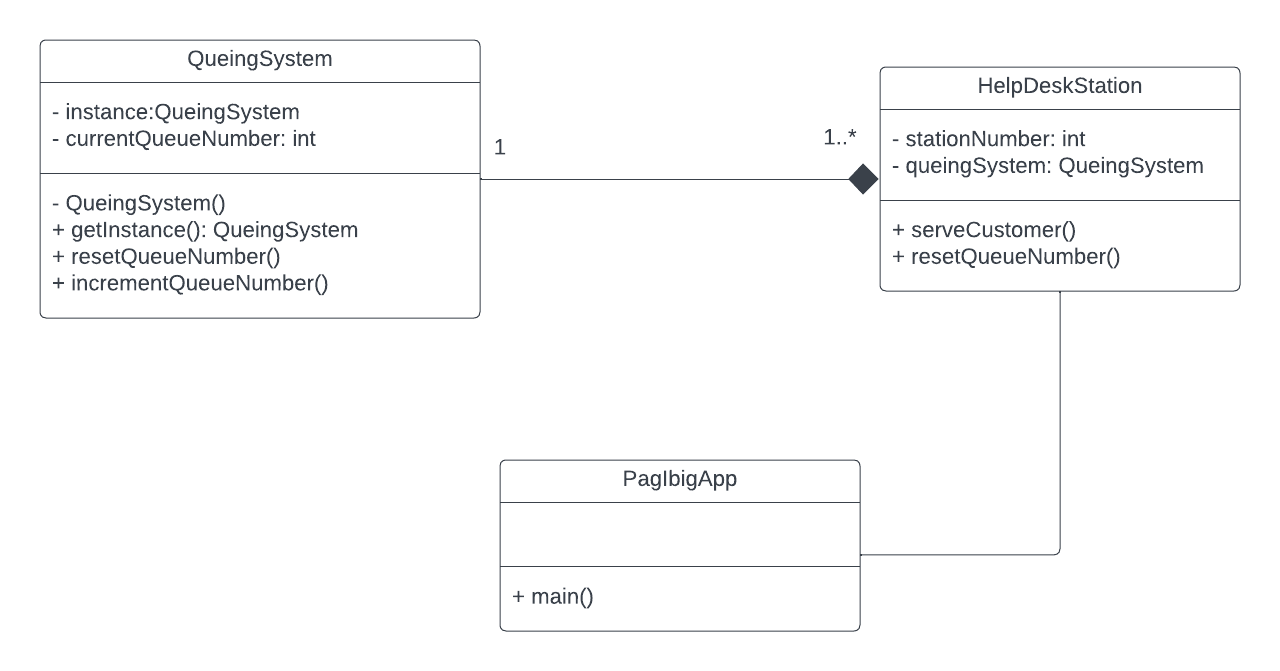 QueingSystem
- instance:QueingSystem
- currentQueueNumber: int
- QueingSystem()
+ getInstance(): QueingSystem
+ resetQueueNumber()
+ incrementQueueNumber()
1
1..*
HelpDeskStation
- stationNumber: int
- queingSystem: QueingSystem
+ serveCustomer()
+ resetQueueNumber()
PagIbigApp
+ main()